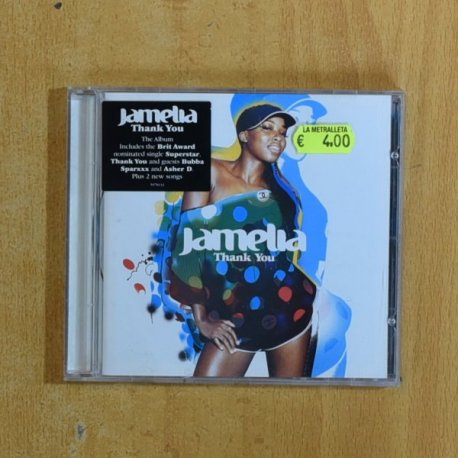 Jamelia
Thank You
The Album
Includes the Brit Award
nominated single Superstar,
Thank You and guests Bubba
Sparxxx and Asher D.
Plus 2 new songs
LA METRALLETA
€ 4.00
Jamelia
Thank You